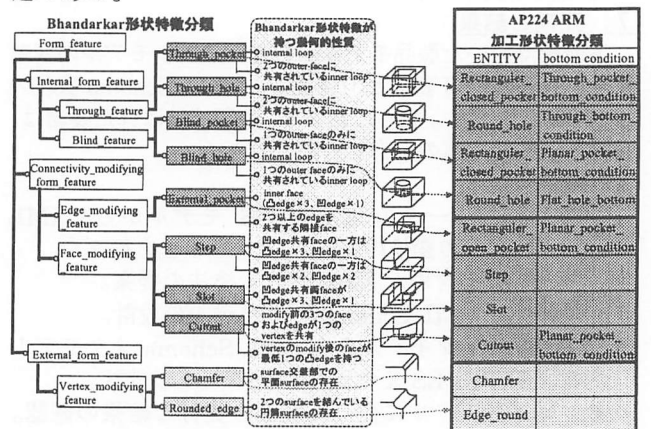 Bhandarkar形状特徴分類
Form_feature
Internal_form_feature
Through_feature
Blind_feature
Connectivity_modifying
form_feature
Edge_modifying
feature
Face_modifying
feature
External_form_feature
Vertex_modifying
feature
Through_pocket
Through_hole
Blind_pocket
Blind_hole
External_pocket
Step
Slot
Cutout
Chamfer
Rounded_edge
Bhandarkar形状特徴が
持つ幾何的性質
internal loop
2つのouter faceに
共有されているinner loop
internal loop
2つのouter faceに
共有されているinner loop
internal loop
1つのouter faceのみに
共有されているinner loop
internal loop
1つのouter faceのみに
共有されているinner loop
inner face
(凸edge×3、凹edge×1)
2つ以上のedgeを
共有する隣接face
凹edge共有faceの一方は
凸edge×3、凹edge×1
凹edge共有faceの一方は
凸edge×2、凹edge×2
凹edge共有両faceが
凸edge×3、凹edge×1
modify前の3つのface
およびedgeが1つの
vertexを共有
vertexのmodify後のfaceが
最低1つの凸edgeを持つ
surface交差部での
平面surfaceの存在
2つのsurfaceを結んでいる
円筒surfaceの存在
AP224 ARM
加工形状特徴分類
ENTITY bottom condition
Rectanguler_ Through_pocket
closed_pocket bottom_condition
Round_hole Through_bottom_
condition
Rectanguler_ Planar_pocket_
closed_pocket bottom_condition
Round_hole Flat_hole_bottom
Rectanguler_ Planar_pocket_
open_pocket bottom_condition
Step
Slot
Cutout Planar_pocket_
bottom_condition
Chamfer
Edge_round